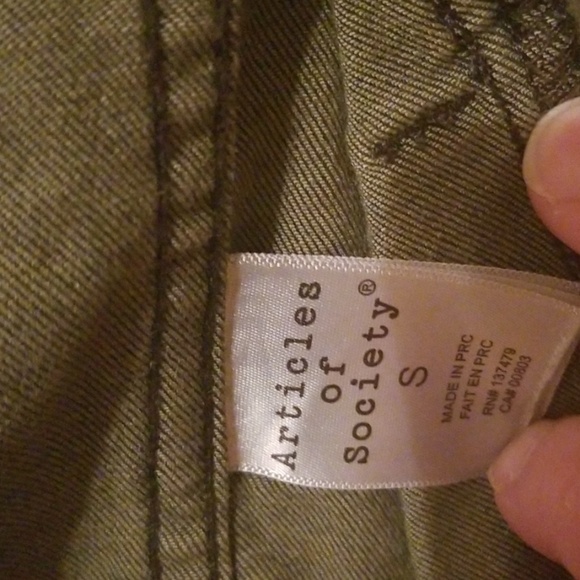 Articles
of
Society®
S
MADE IN PRC
FAIT EN PRC
RN# 137479
CA# 00803